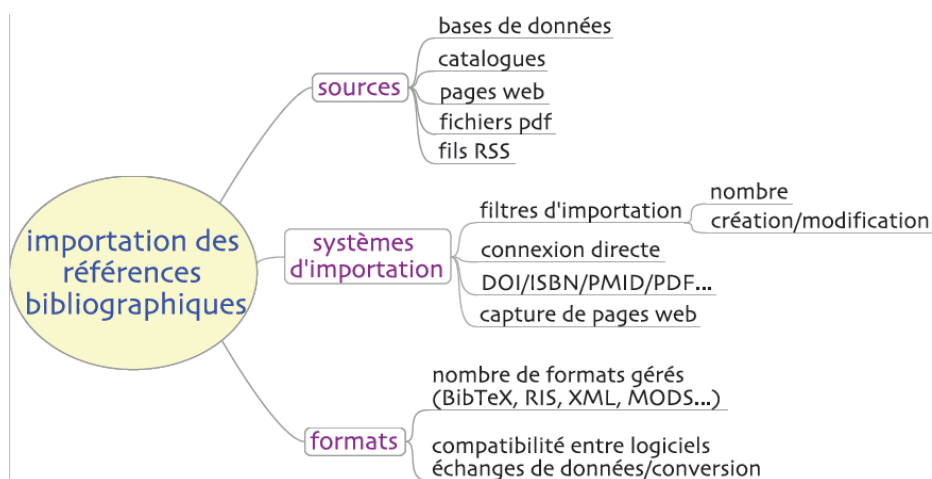 importation des
références
bibliographiques
sources
bases de données
catalogues
pages web
fichiers pdf
fils RSS
systèmes
d'importation
filtres d'importation
nombre
création/modification
connexion directe
DOI/ISBN/PMID/PDF...
capture de pages web
formats
nombre de formats gérés
(BibTeX, RIS, XML, MODS...)
compatibilité entre logiciels
échanges de données/conversion